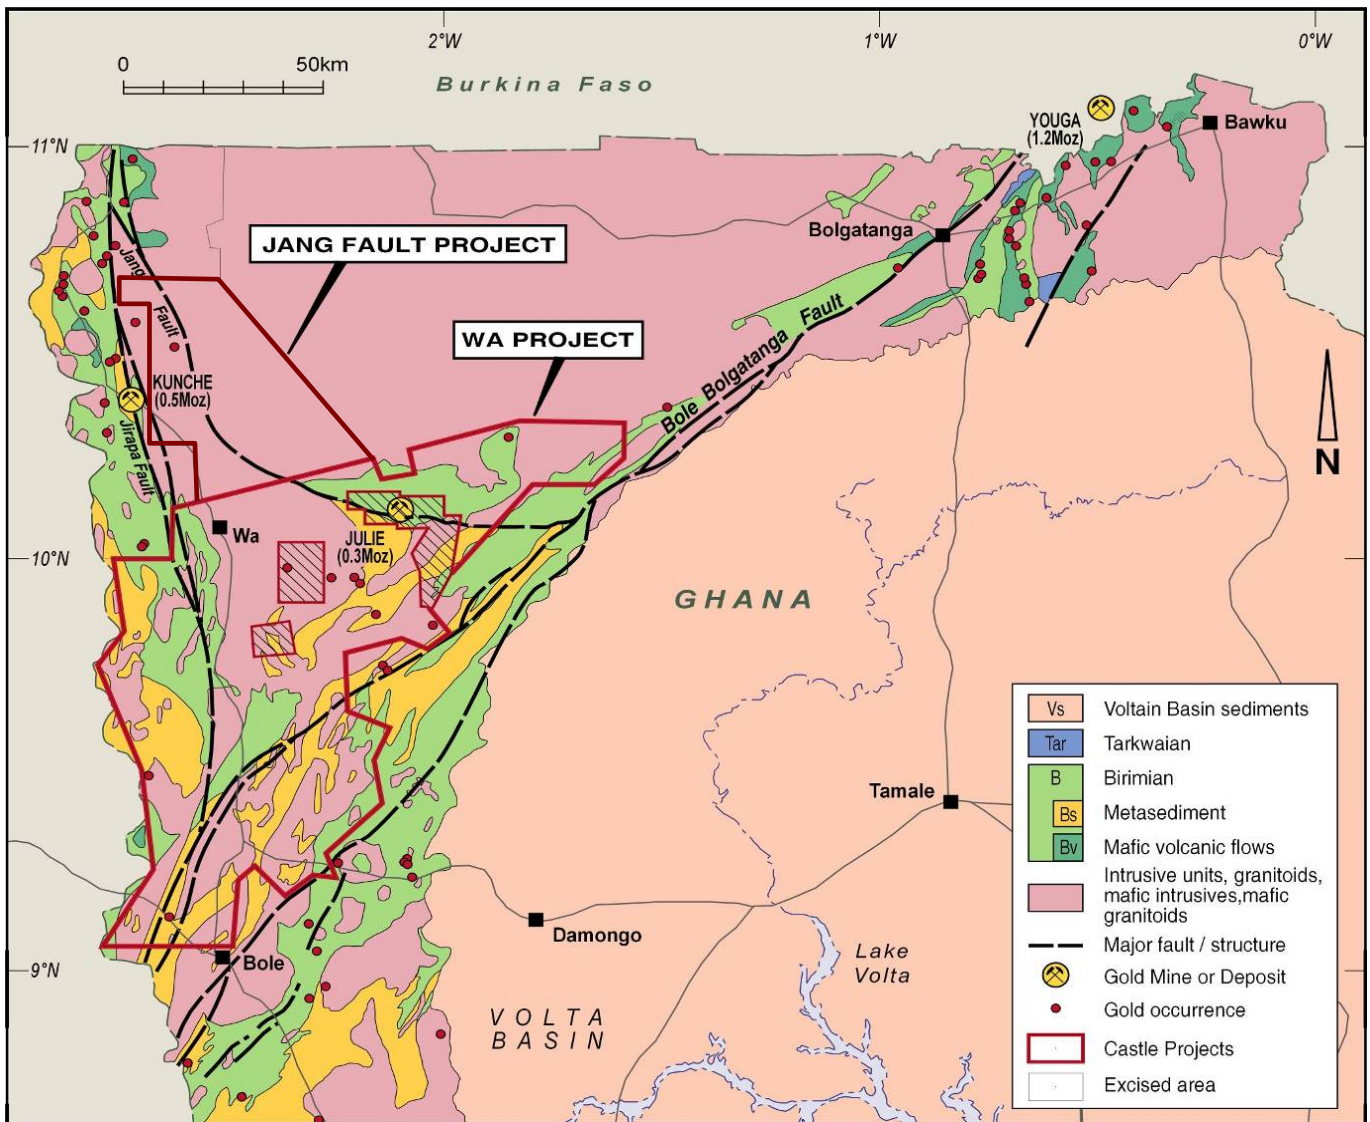 2°W
1°W
0°W
0 50km
Burkina Faso
YOUGA
(1.2Moz)
Bawku
11°N
JANG FAULT PROJECT
Bolgatanga
Jang
Fault
WA PROJECT
Bole Bolgatanga Fault
KUNCHE
(0.5Moz)
Jirapa Fault
N
Wa
JULIE
(0.3Moz)
10°N
GHANA
Tamale
Damongo
Lake
Volta
Bole
9°N
VOLTA
BASIN
Vs Voltain Basin sediments
Tar Tarkwaian
B Birimian
Bs Metasediment
Bv Mafic volcanic flows
Intrusive units, granitoids,
mafic intrusives,mafic
granitoids
Major fault / structure
Gold Mine or Deposit
Gold occurrence
Castle Projects
Excised area